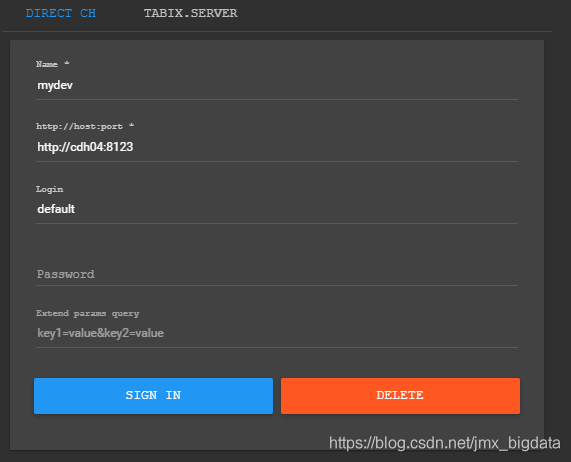 DIRECT CH TABIX.SERVER
Name *
mydev
http://host:port *
http://cdh04:8123
Login
default
Password
Extend params query
key1=value&key2=value
SIGN IN DELETE
https://blog.csdn.net/jmx_bigdata